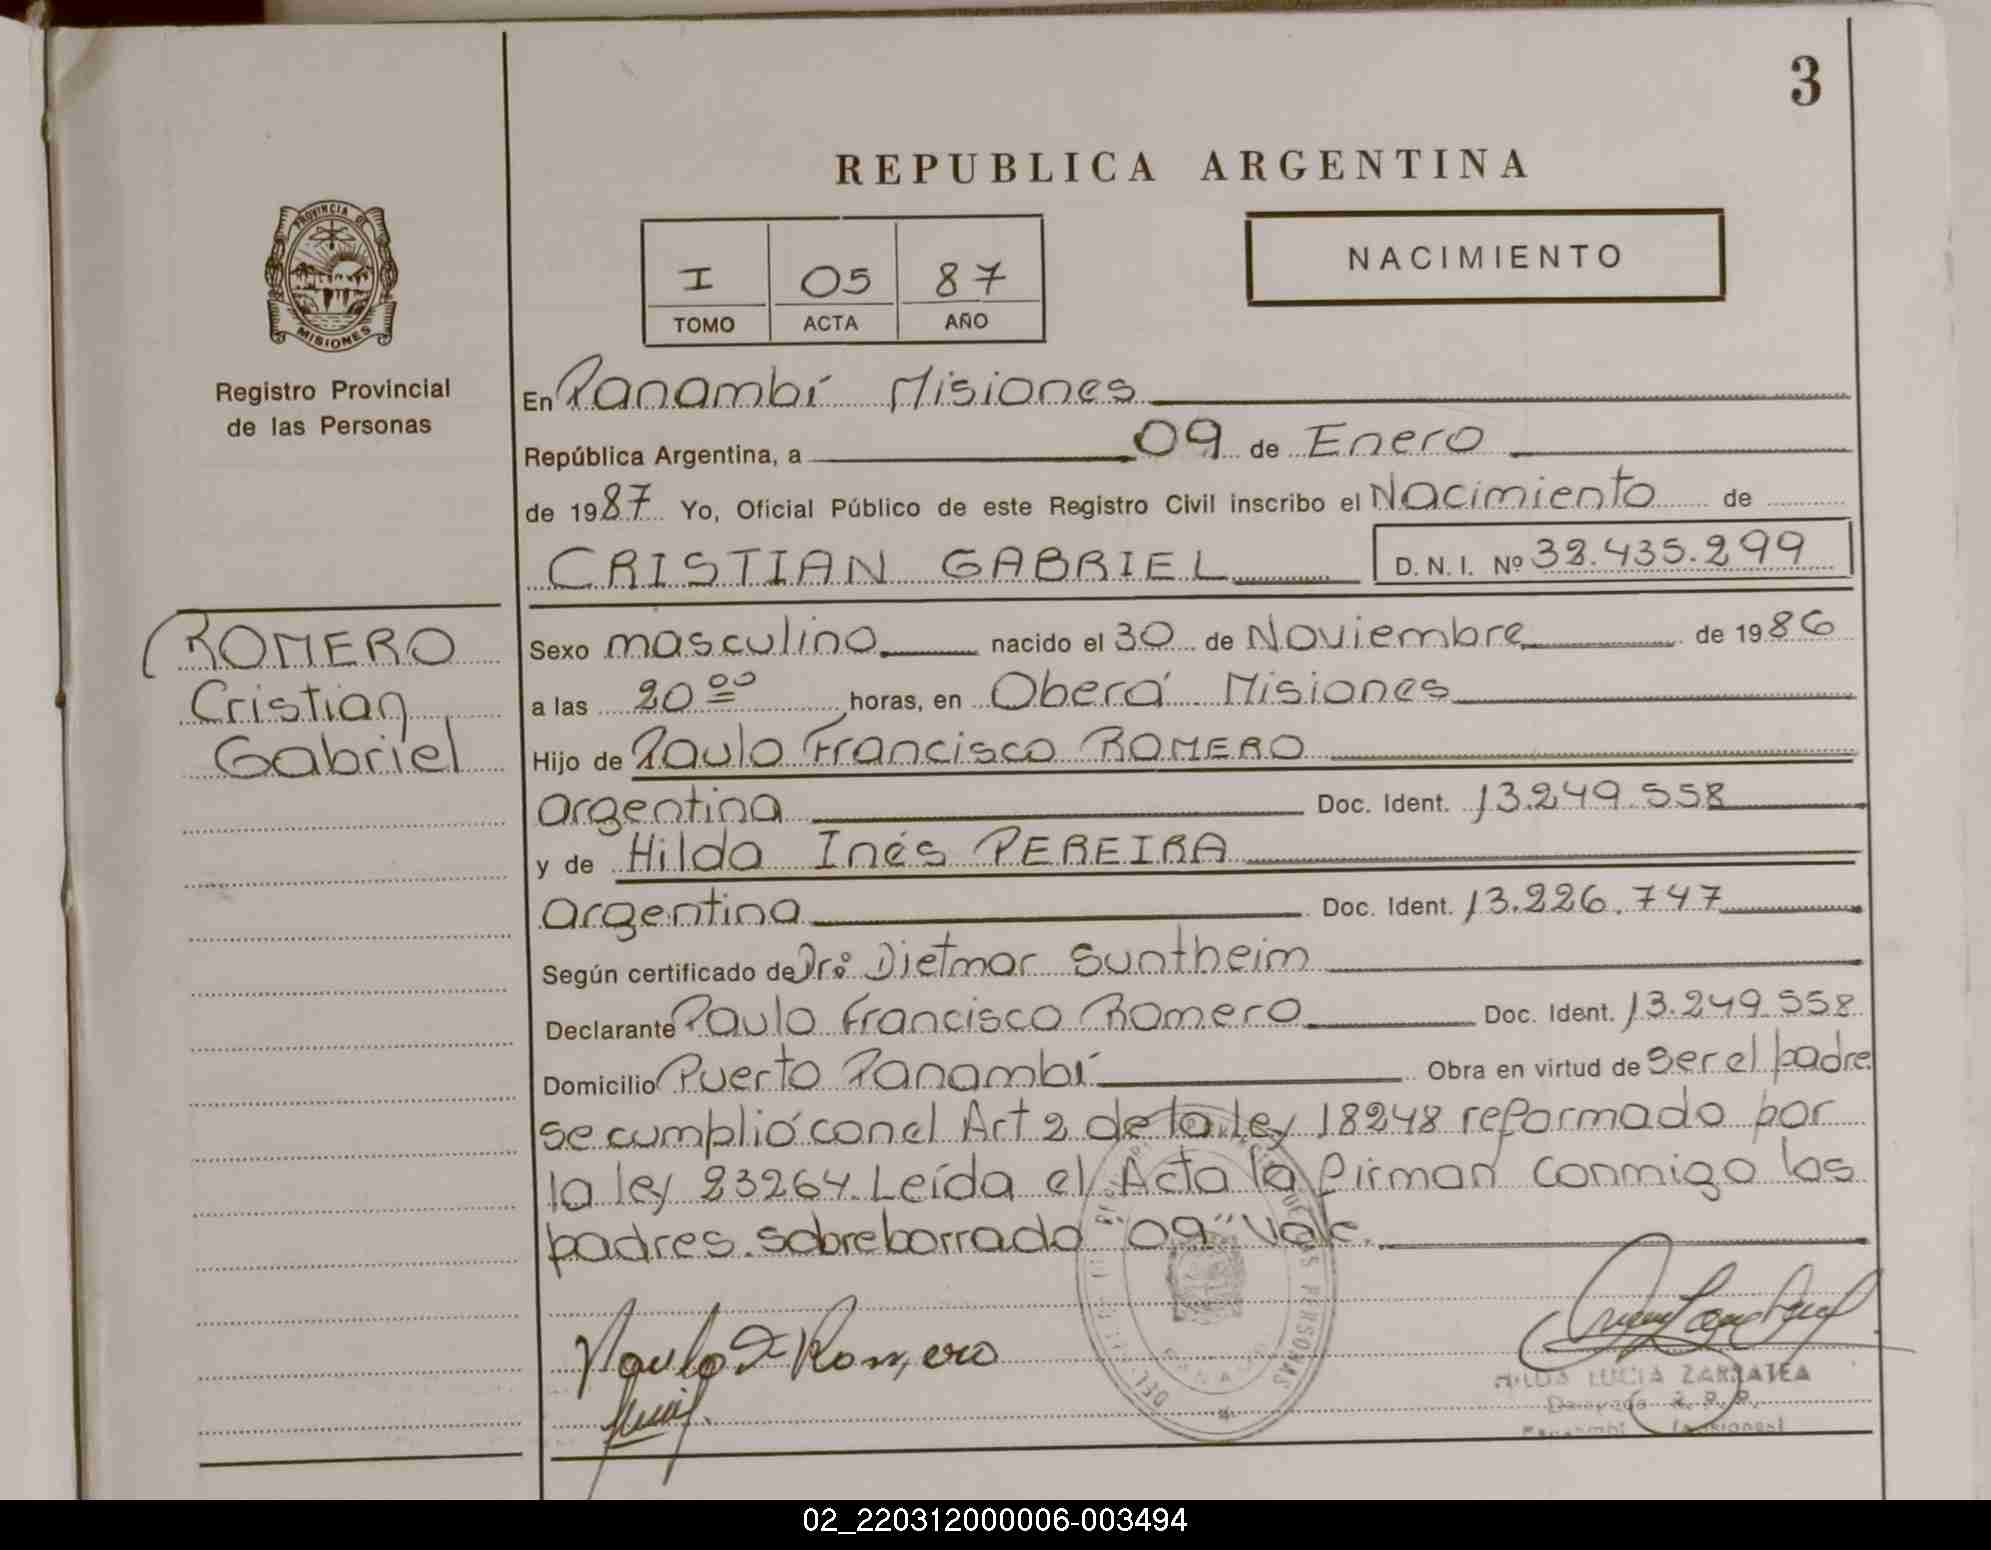 3
REPUBLICA ARGENTINA
PROVINCIA DE
MISIONES
I 05 87
TOMO ACTA AÑO
NACIMIENTO
Registro Provincial
de las Personas
En Panambí Misiones
República Argentina, a 09 de Enero
de 1987 Yo, Oficial Público de este Registro Civil inscribo el Nacimiento de
CRISTIAN GABRIEL D.N.I. Nº 32.435.299
ROMERO
Cristian
Gabriel
Sexo masculino nacido el 30 de Noviembre de 1986
a las 20 00 horas, en Oberá Misiones
Hijo de Paulo Francisco ROMERO
argentina Doc. Ident. 13.249.558
y de Hilda Inés PEREIRA
argentina Doc. Ident. 13.226.747
Según certificado de Dr: Dietmar Suntheim
Declarante Paulo Francisco Romero Doc. Ident. 13.249.558
Domicilio Puerto Panambí Obra en virtud de ser el padre
se cumplió con el Art 2 de la ley 18248 reformado por
la ley 23264. Leída el Acta la firman conmigo los
padres. sobreborrado "09" Vale.
Paulo F Romero
HILDA LUCIA ZARRATEA
Delegada R. P. P.
Panambí (Misiones)
02_220312000006-003494